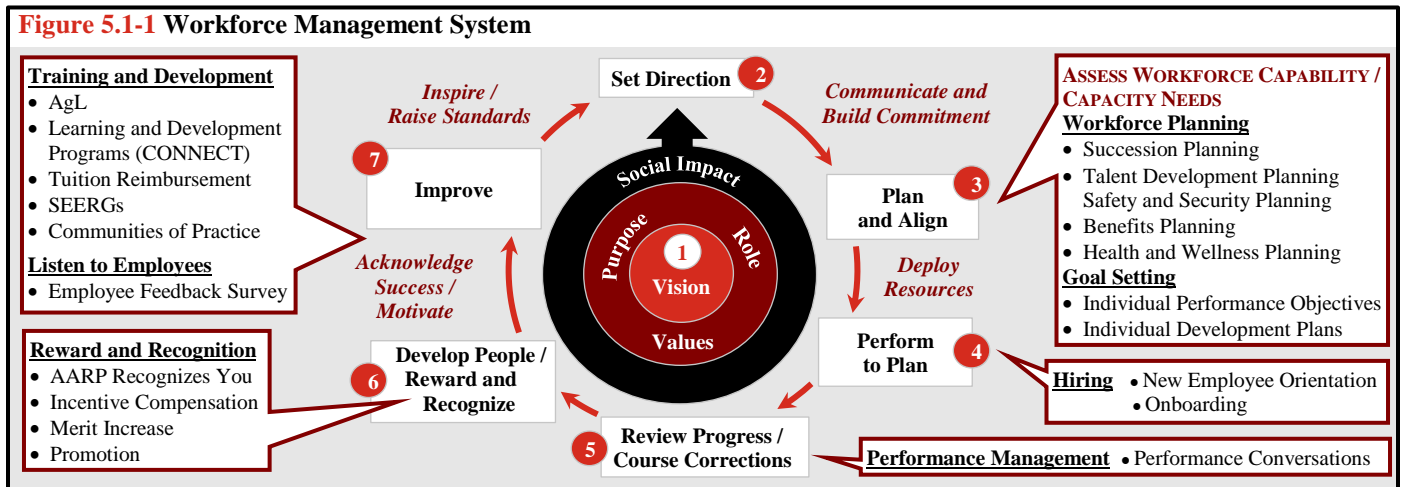 Figure 5.1-1 Workforce Management System
Training and Development
• AgL
• Learning and Development
Programs (CONNECT)
• Tuition Reimbursement
• SEERGs
• Communities of Practice
Listen to Employees
• Employee Feedback Survey
Reward and Recognition
• AARP Recognizes You
• Incentive Compensation
• Merit Increase
• Promotion
Inspire /
Raise Standards
Set Direction
2
Communicate and
Build Commitment
7
Improve
Social Impact
Purpose
Role
1
Vision
Values
3
Plan
and Align
Acknowledge
Success /
Motivate
Deploy
Resources
6
Develop People /
Reward and
Recognize
Perform
to Plan
4
5
Review Progress /
Course Corrections
ASSESS WORKFORCE CAPABILITY /
CAPACITY NEEDS
Workforce Planning
• Succession Planning
• Talent Development Planning
Safety and Security Planning
• Benefits Planning
• Health and Wellness Planning
Goal Setting
• Individual Performance Objectives
• Individual Development Plans
Hiring • New Employee Orientation
• Onboarding
Performance Management • Performance Conversations